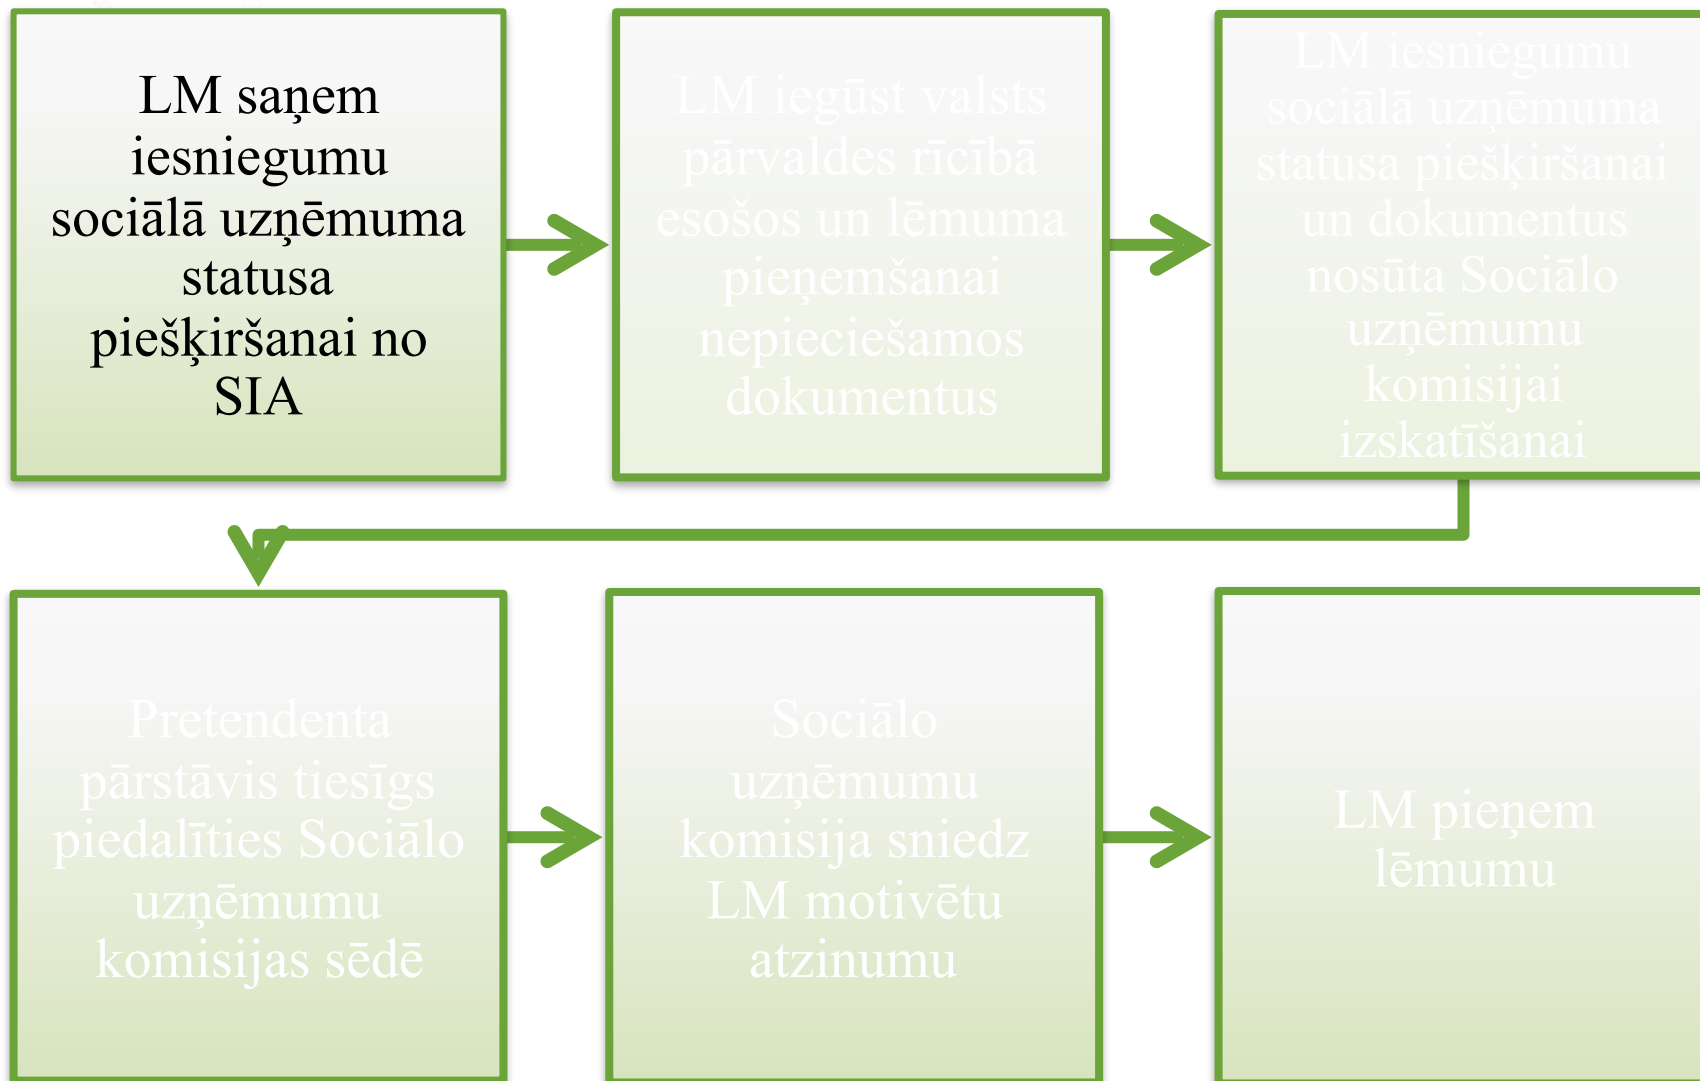 LM saņem
iesniegumu
sociālā uzņēmuma
statusa
piešķiršanai no
SIA
LM iegūst valsts
pārvaldes rīcībā
esošos un lēmuma
pieņemšanai
nepieciešamos
dokumentus
LM iesniegumu
sociālā uzņēmuma
statusa piešķiršanai
un dokumentus
nosūta Sociālo
uzņēmumu
komisijai
izskatīšanai
Pretendenta
pārstāvis tiesīgs
piedalīties Sociālo
uzņēmumu
komisijas sēdē
Sociālo
uzņēmumu
komisija sniedz
LM motivētu
atzinumu
LM pieņem
lēmumu